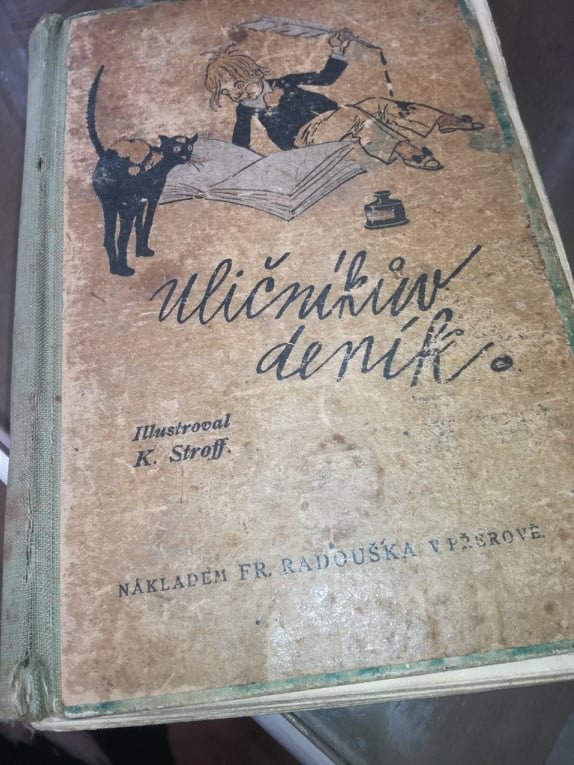 Uličníkův
deník.
Illustroval
K. Stroff.
NÁKLADEM FR. RADOUŠKA V PŘEROVĚ.